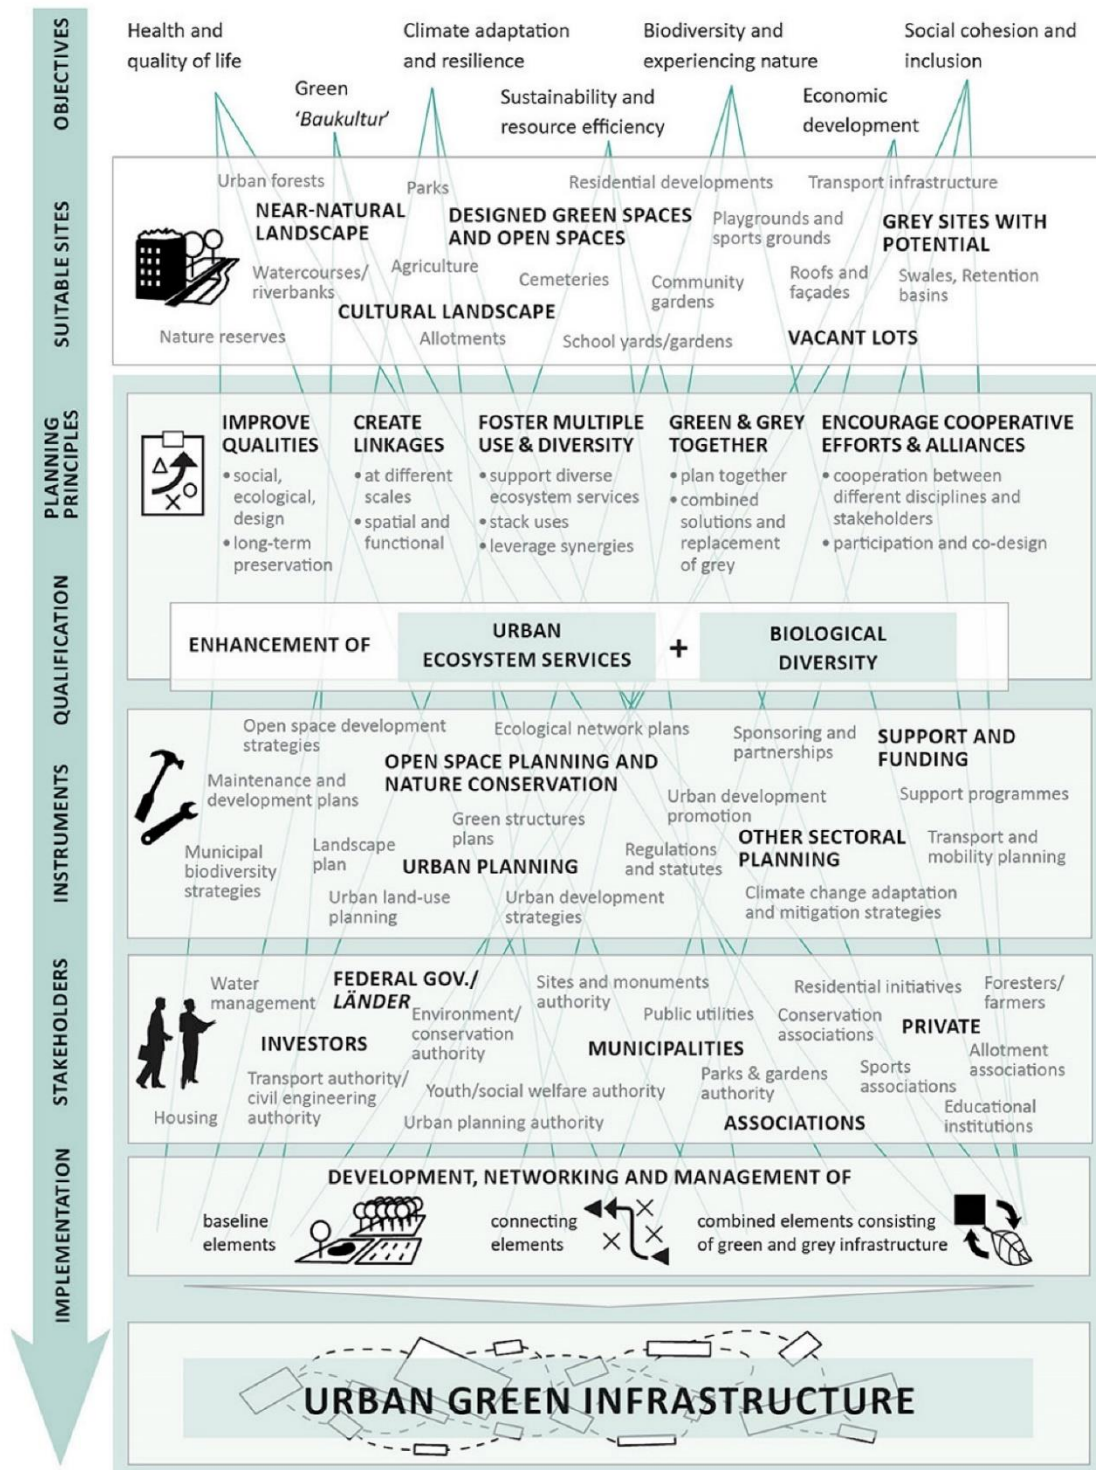 OBJECTIVES
Health and
quality of life
Green
'Baukultur'
Climate adaptation
and resilience
Sustainability and
resource efficiency
Biodiversity and
experiencing nature
Economic
development
Social cohesion and
inclusion
SUITABLE SITES
Urban forests
Parks
Residential developments
Transport infrastructure
NEAR-NATURAL
LANDSCAPE
DESIGNED GREEN SPACES
AND OPEN SPACES
Playgrounds and
sports grounds
GREY SITES WITH
POTENTIAL
Watercourses/
riverbanks
Agriculture
Cemeteries
Community
gardens
Roofs and
façades
Swales, Retention
basins
CULTURAL LANDSCAPE
Nature reserves
Allotments
School yards/gardens
VACANT LOTS
PLANNING
PRINCIPLES
IMPROVE
QUALITIES
• social,
ecological,
design
• long-term
preservation
CREATE
LINKAGES
• at different
scales
• spatial and
functional
FOSTER MULTIPLE
USE & DIVERSITY
• support diverse
ecosystem services
• stack uses
• leverage synergies
GREEN & GREY
TOGETHER
• plan together
• combined
solutions and
replacement
of grey
ENCOURAGE COOPERATIVE
EFFORTS & ALLIANCES
• cooperation between
different disciplines and
stakeholders
• participation and co-design
QUALIFICATION
ENHANCEMENT OF
URBAN
ECOSYSTEM SERVICES
+
BIOLOGICAL
DIVERSITY
INSTRUMENTS
Open space development
strategies
Ecological network plans
Sponsoring and
partnerships
SUPPORT AND
FUNDING
OPEN SPACE PLANNING AND
NATURE CONSERVATION
Maintenance and
development plans
Urban development
promotion
Support programmes
Green structures
plans
Municipal
biodiversity
strategies
Landscape
plan
URBAN PLANNING
Regulations
and statutes
OTHER SECTORAL
PLANNING
Transport and
mobility planning
Urban land-use
planning
Urban development
strategies
Climate change adaptation
and mitigation strategies
STAKEHOLDERS
Water
management
FEDERAL GOV./
LÄNDER
Sites and monuments
authority
Residential initiatives
Foresters/
farmers
Environment/
conservation
authority
Public utilities
Conservation
associations
PRIVATE
INVESTORS
MUNICIPALITIES
Allotment
associations
Transport authority/
civil engineering
authority
Youth/social welfare authority
Parks & gardens
authority
Sports
associations
Housing
Urban planning authority
ASSOCIATIONS
Educational
institutions
IMPLEMENTATION
DEVELOPMENT, NETWORKING AND MANAGEMENT OF
baseline
elements
connecting
elements
combined elements consisting
of green and grey infrastructure
URBAN GREEN INFRASTRUCTURE